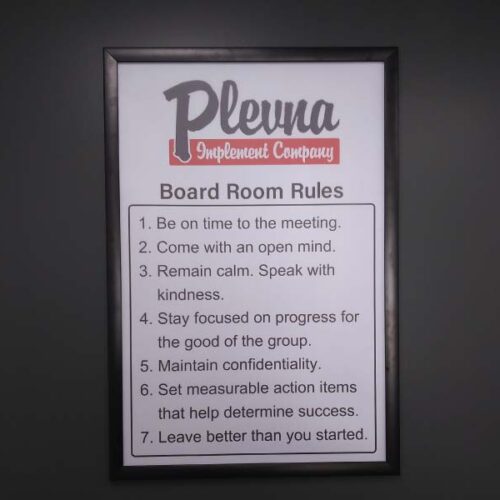 Plevna
Implement Company
Board Room Rules
1. Be on time to the meeting.
2. Come with an open mind.
3. Remain calm. Speak with
kindness.
4. Stay focused on progress for
the good of the group.
5. Maintain confidentiality.
6. Set measurable action items
that help determine success.
7. Leave better than you started.